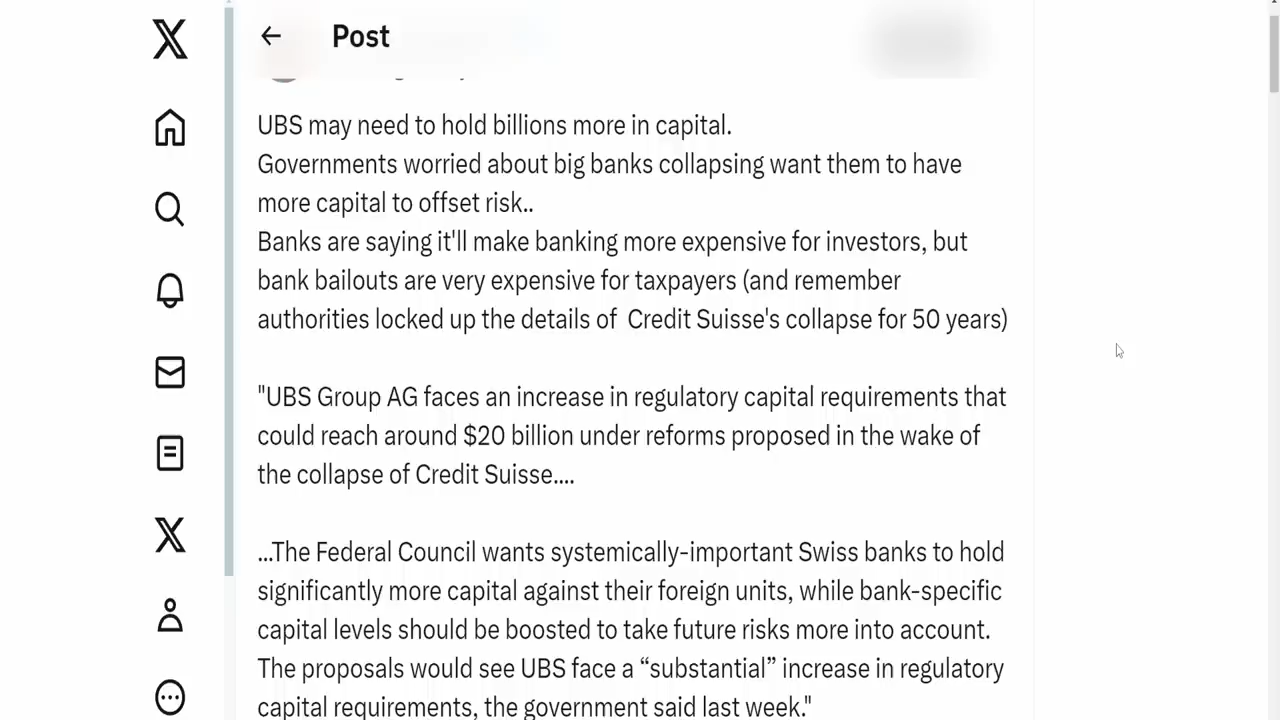 Post
UBS may need to hold billions more in capital.
Governments worried about big banks collapsing want them to have
more capital to offset risk..
Banks are saying it'll make banking more expensive for investors, but
bank bailouts are very expensive for taxpayers (and remember
authorities locked up the details of  Credit Suisse's collapse for 50 years)
"UBS Group AG faces an increase in regulatory capital requirements that
could reach around $20 billion under reforms proposed in the wake of
the collapse of Credit Suisse....
...The Federal Council wants systemically-important Swiss banks to hold
significantly more capital against their foreign units, while bank-specific
capital levels should be boosted to take future risks more into account.
The proposals would see UBS face a “substantial” increase in regulatory
capital requirements, the government said last week."